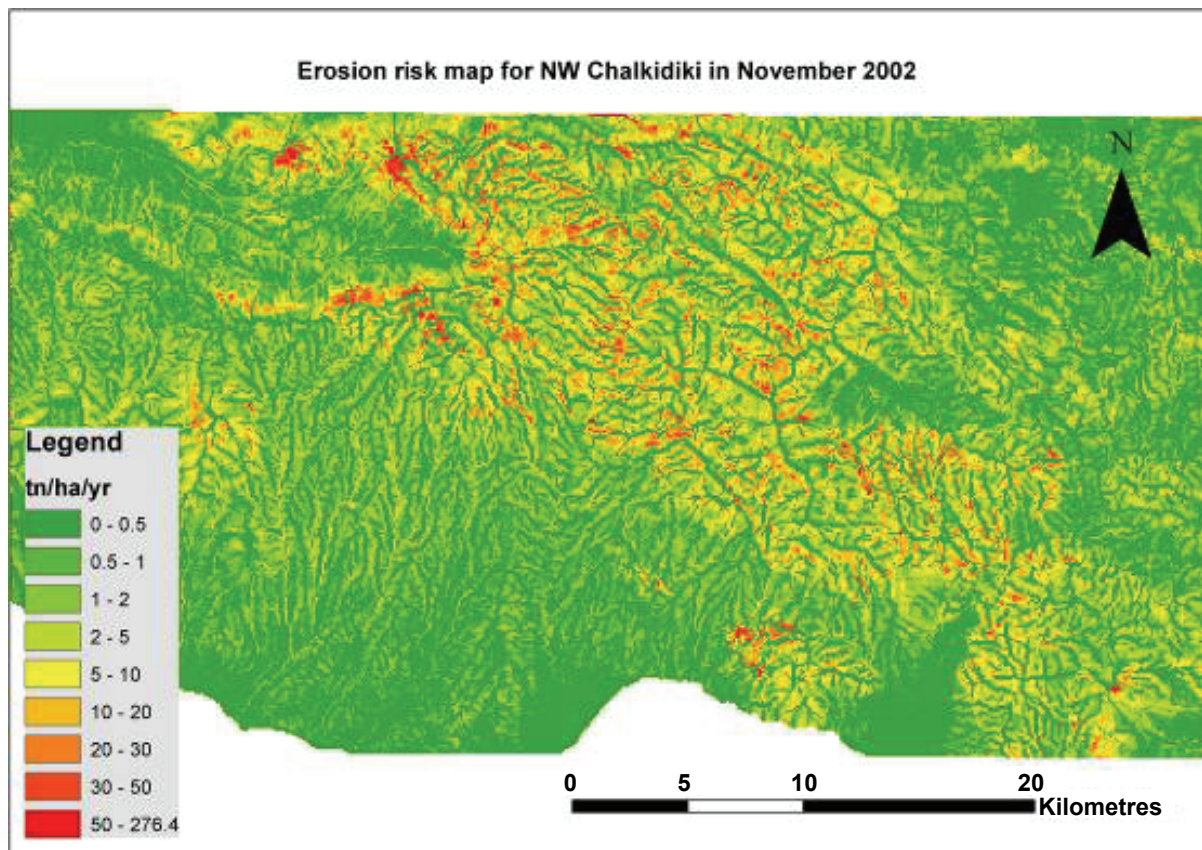 Erosion risk map for NW Chalkidiki in November 2002
N
Legend
tn/ha/yr
0 - 0.5
0.5 - 1
1 - 2
2 - 5
5 - 10
10 - 20
20 - 30
30 - 50
50 - 276.4
0 5 10 20
Kilometres